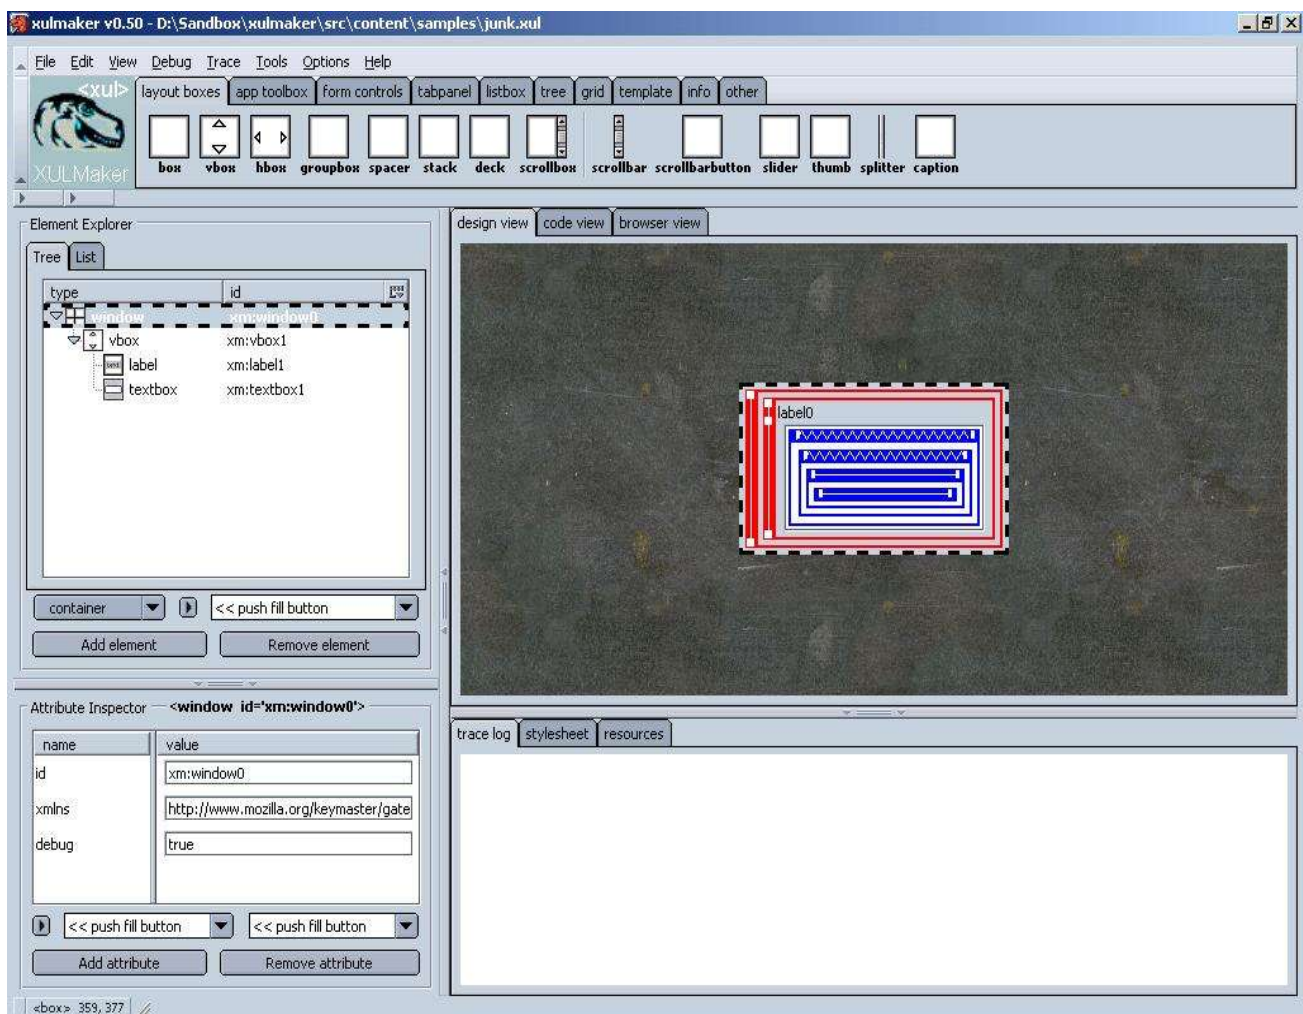 xulmaker v0.50 - D:\Sandbox\xulmaker\src\content\samples\junk.xul
File Edit View Debug Trace Tools Options Help
<xul>
XULMaker
layout boxes app toolbox form controls tabpanel listbox tree grid template info other
box vbox hbox groupbox spacer stack deck scrollbox scrollbar scrollbarbutton slider thumb splitter caption
Element Explorer
Tree List
type id
window xm:window0
vbox xm:vbox1
label xm:label1
textbox xm:textbox1
container << push fill button
Add element Remove element
Attribute Inspector <window id='xm:window0'>
name value
id xm:window0
xmlns http://www.mozilla.org/keymaster/gate
debug true
<< push fill button << push fill button
Add attribute Remove attribute
design view code view browser view
label0
trace log stylesheet resources
<box> 359, 377